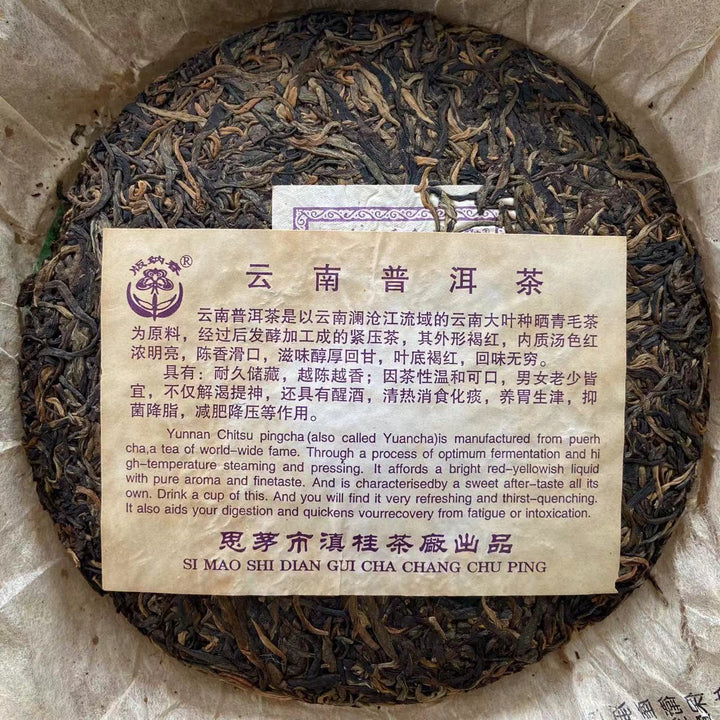 版纳春®
云南普洱茶
云南普洱茶是以云南澜沧江流域的云南大叶种晒青毛茶
为原料，经过后发酵加工成的紧压茶，其外形褐红，内质汤色红
浓明亮，陈香滑口，滋味醇厚回甘，叶底褐红，回味无穷。
具有：耐久储藏，越陈越香；因茶性温和可口，男女老少皆
宜，不仅解渴提神，还具有醒酒，清热消食化痰，养胃生津，抑
菌降脂，减肥降压等作用。
Yunnan Chitsu pingcha(also called Yuancha)is manufactured from puerh
cha,a tea of world-wide fame. Through a process of optimum fermentation and hi
gh-temperature steaming and pressing. It affords a bright red-yellowish liquid
with pure aroma and finetaste. And is characterisedby a sweet after-taste all its
own. Drink a cup of this. And you will find it very refreshing and thirst-quenching.
It also aids your digestion and quickens vourrecovery from fatigue or intoxication.
思茅市滇桂茶廠出品
SI MAO SHI DIAN GUI CHA CHANG CHU PING